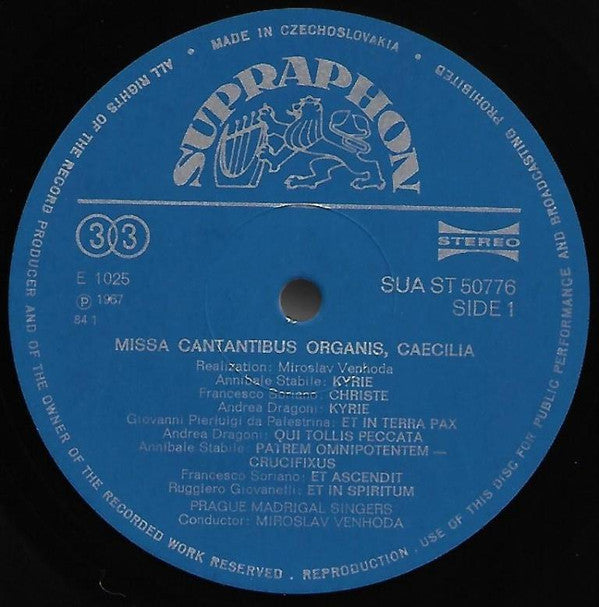 ALL RIGHTS OF THE RECORD PRODUCER AND OF THE OWNER OF THE RECORDED WORK RESERVED . REPRODUCTION . USE OF THIS DISC FOR PUBLIC PERFORMANCE AND BROADCASTING PROHIBITED
• MADE IN CZECHOSLOVAKIA •
SUPRAPHON
33
STEREO
E 1025
SUA ST 50776
℗ 1967
SIDE 1
84 1
MISSA CANTANTIBUS ORGANIS, CAECILIA
Realization: Miroslav Venhoda
Annibale Stabile: KYRIE
Francesco Soriano: CHRISTE
Andrea Dragoni: KYRIE
Giovanni Pierluigi da Palestrina: ET IN TERRA PAX
Andrea Dragoni: QUI TOLLIS PECCATA
Annibale Stabile: PATREM OMNIPOTENTEM —
CRUCIFIXUS
Francesco Soriano: ET ASCENDIT
Ruggiero Giovanelli: ET IN SPIRITUM
PRAGUE MADRIGAL SINGERS
Conductor: MIROSLAV VENHODA